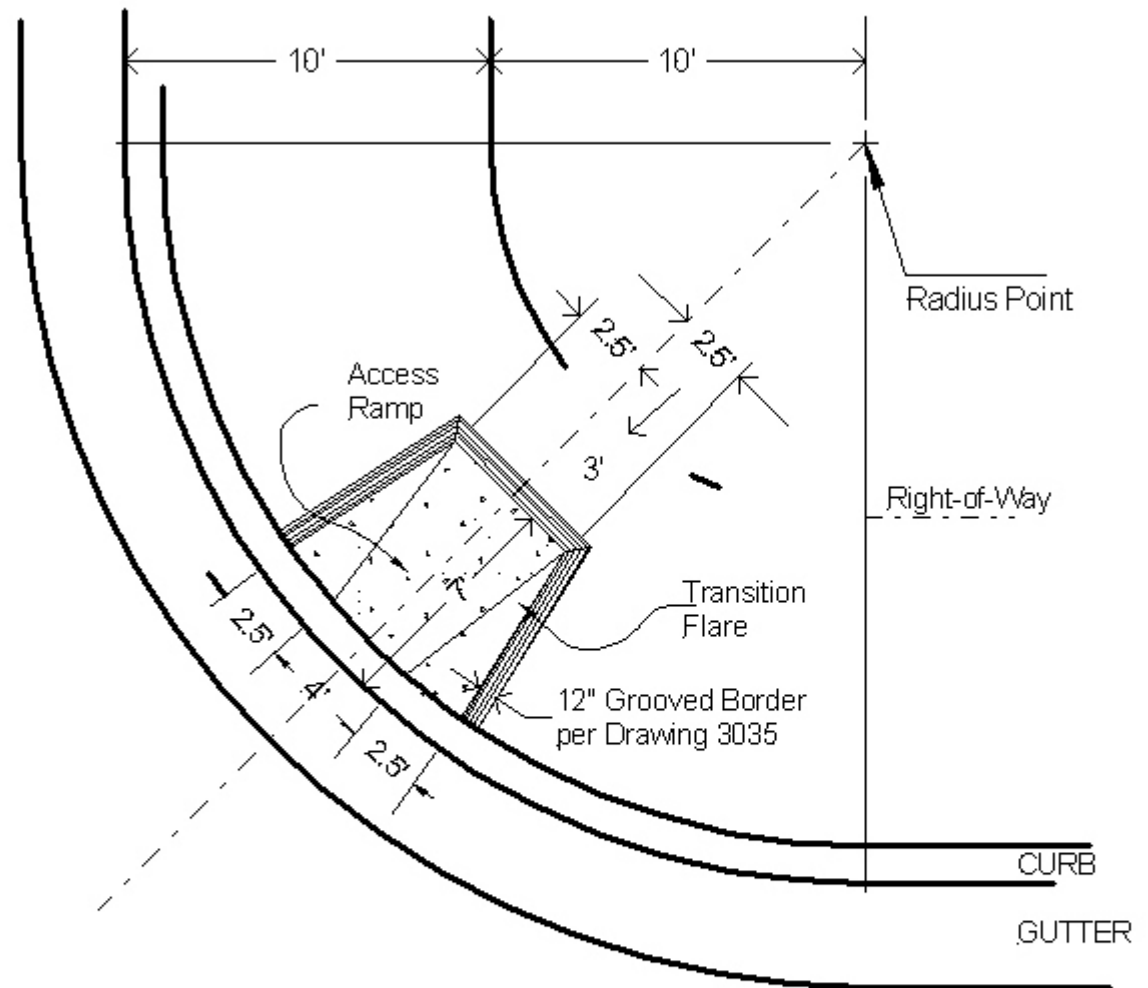 10'
10'
Radius Point
2.5'
2.5'
Access
Ramp
3'
Right-of-Way
7'
Transition
Flare
2.5'
4'
2.5'
12" Grooved Border
per Drawing 3035
CURB
GUTTER